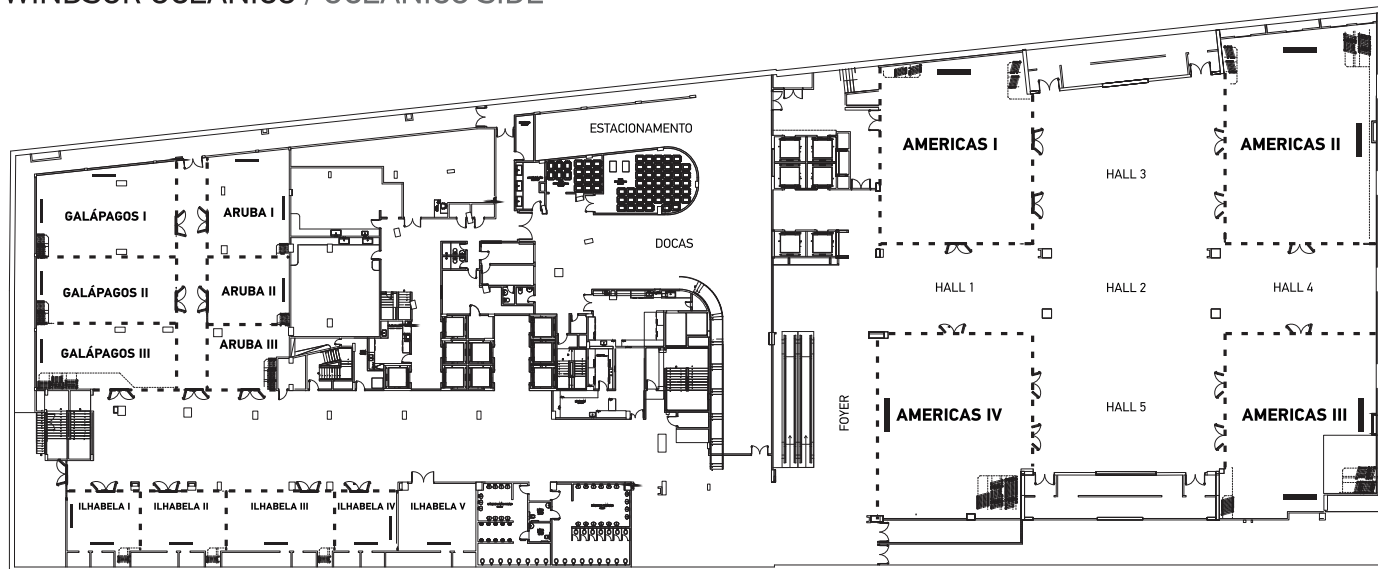 WINDSOR OCEANICO / OCEANICO SIDE
ESTACIONAMENTO
AMERICAS I
AMERICAS II
HALL 3
GALÁPAGOS I
ARUBA I
DOCAS
GALÁPAGOS II
ARUBA II
HALL 1
HALL 2
HALL 4
GALÁPAGOS III
ARUBA III
FOYER
AMERICAS IV
HALL 5
AMERICAS III
ILHABELA I
ILHABELA II
ILHABELA III
ILHABELA IV
ILHABELA V